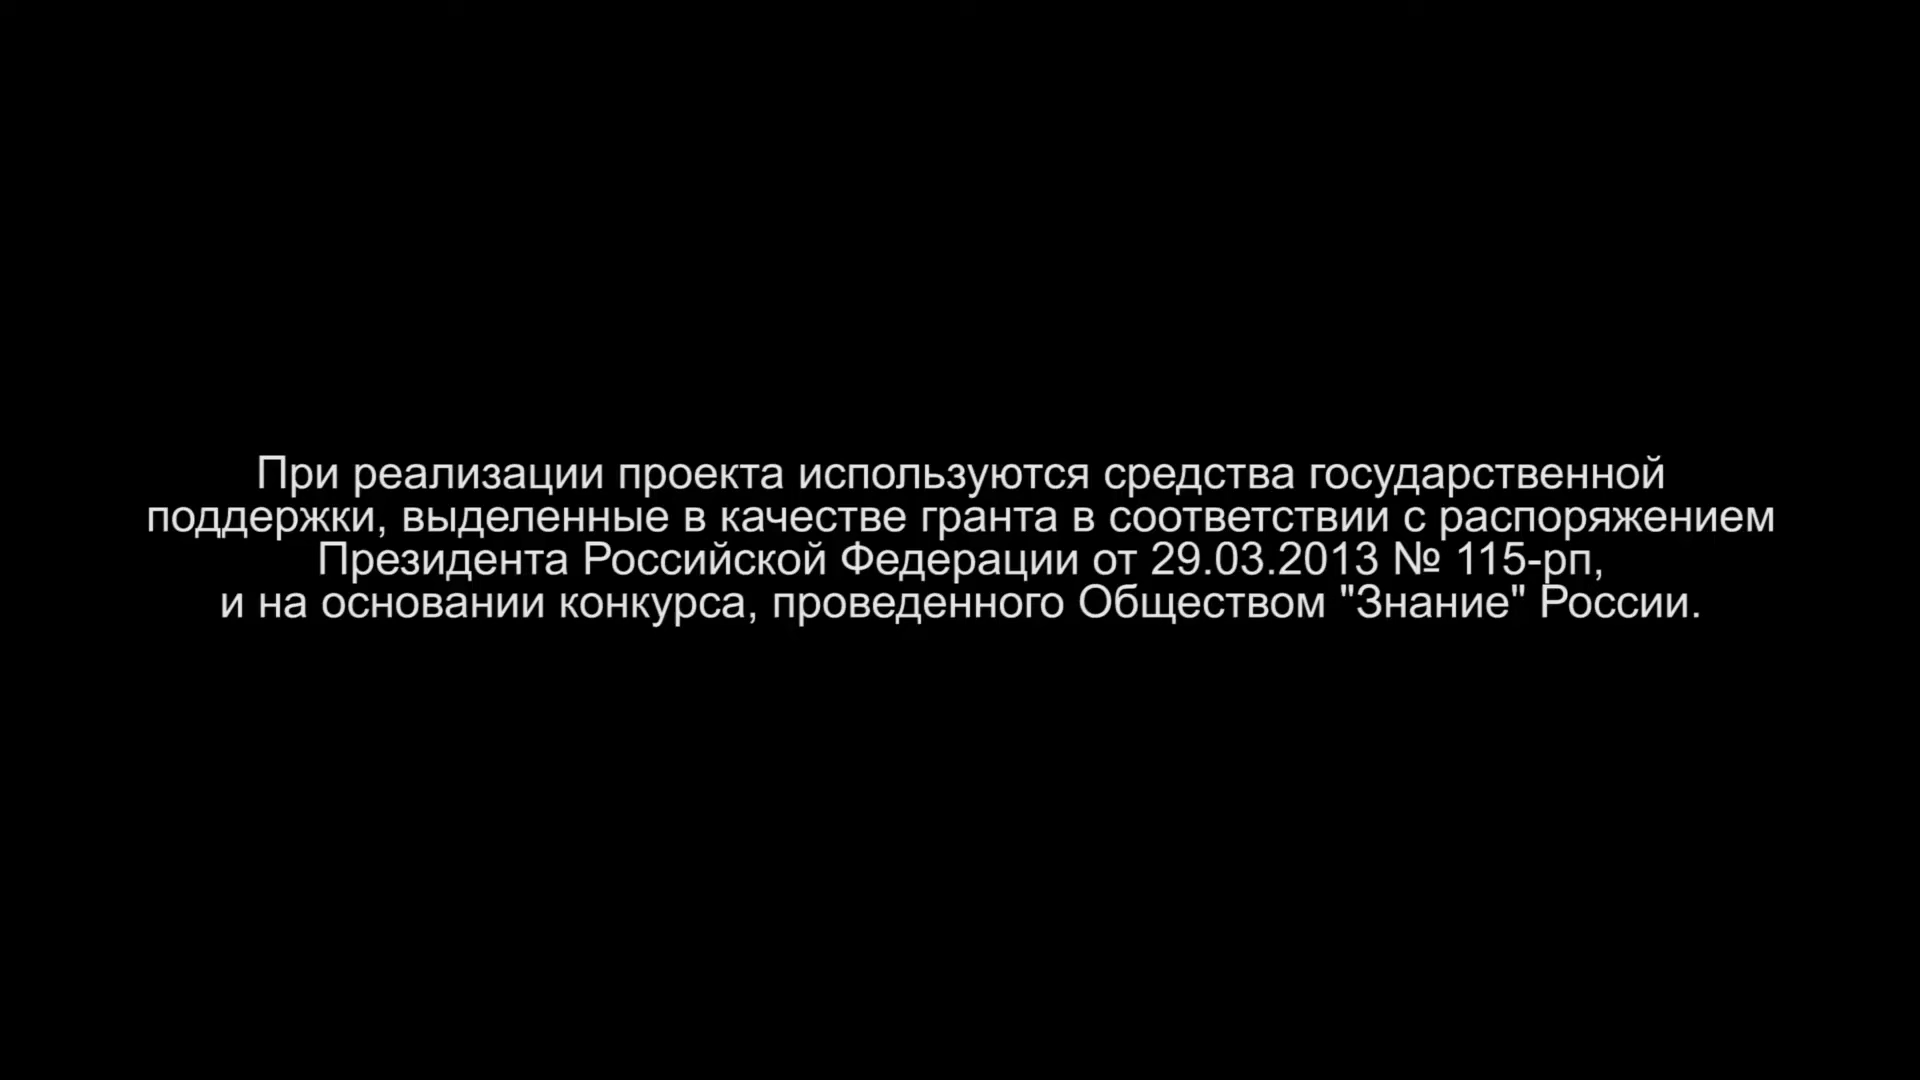 При реализации проекта используются средства государственной
поддержки, выделенные в качестве гранта в соответствии с распоряжением
Президента Российской Федерации от 29.03.2013 № 115-рп,
и на основании конкурса, проведенного Обществом "Знание" России.